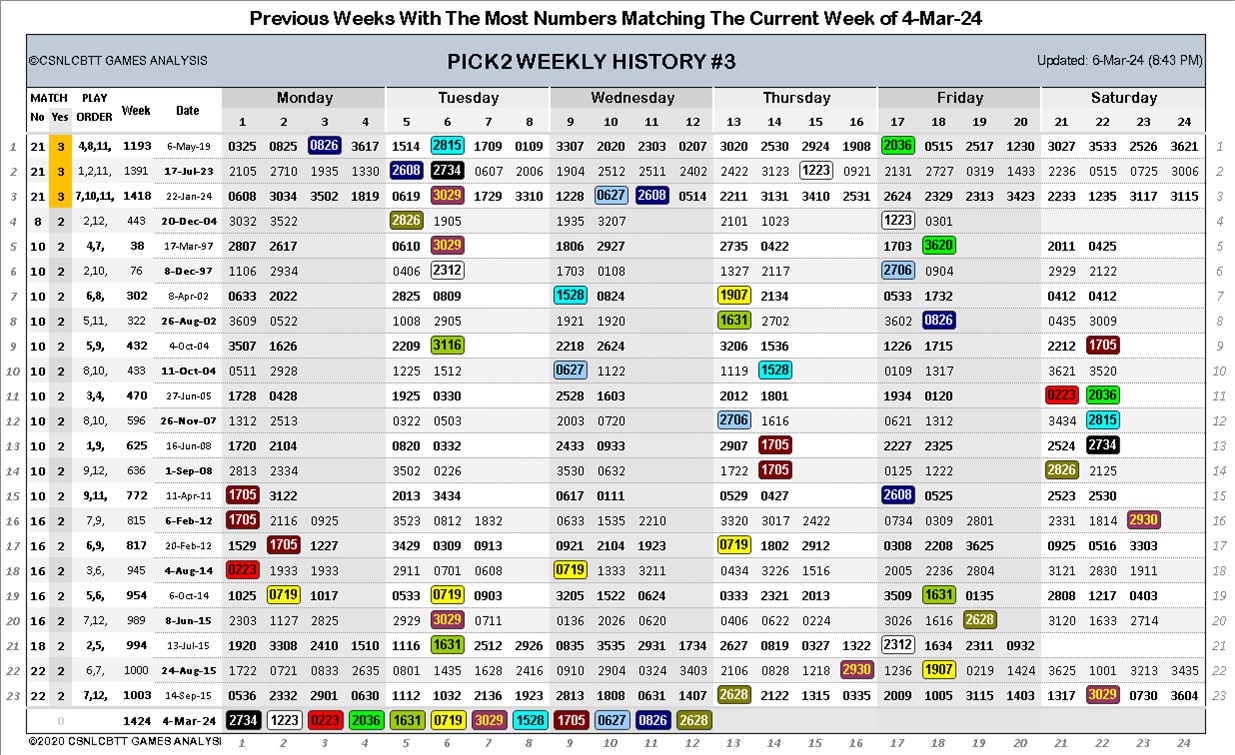 Previous Weeks With The Most Numbers Matching The Current Week of 4-Mar-24
©CSNLCBTT GAMES ANALYSIS PICK2 WEEKLY HISTORY #3 Updated: 6-Mar-24 (8:43 PM)
MATCH PLAY Week Date Monday Tuesday Wednesday Thursday Friday Saturday
No Yes ORDER 1 2 3 4 5 6 7 8 9 10 11 12 13 14 15 16 17 18 19 20 21 22 23 24
1 21 3 4,8,11, 1193 6-May-19 0325 0825 0826 3617 1514 2815 1709 0109 3307 2020 2303 0207 3020 2530 2924 1908 2036 0515 2517 1230 3027 3533 2526 3621 1
2 21 3 1,2,11, 1391 17-Jul-23 2105 2710 1935 1330 2608 2734 0607 2006 1904 2512 2511 2402 2422 3123 1223 0921 2131 2727 0319 1433 2236 0515 0725 3006 2
3 21 3 7,10,11, 1418 22-Jan-24 0608 3034 3502 1819 0619 3029 1729 3310 1228 0627 2608 0514 2211 3131 3410 2531 2624 2329 2313 3423 2233 1235 3117 3115 3
4 8 2 2,12, 443 20-Dec-04 3032 3522 2826 1905 1935 3207 2101 1023 1223 0301 4
5 10 2 4,7, 38 17-Mar-97 2807 2617 0610 3029 1806 2927 2735 0422 1703 3620 2011 0425 5
6 10 2 2,10, 76 8-Dec-97 1106 2934 0406 2312 1703 0108 1327 2117 2706 0904 2929 2122 6
7 10 2 6,8, 302 8-Apr-02 0633 2022 2825 0809 1528 0824 1907 2134 0533 1732 0412 0412 7
8 10 2 5,11, 322 26-Aug-02 3609 0522 1008 2905 1921 1920 1631 2702 3602 0826 0435 3009 8
9 10 2 5,9, 432 4-Oct-04 3507 1626 2209 3116 2218 2624 3206 1536 1226 1715 2212 1705 9
10 10 2 8,10, 433 11-Oct-04 0511 2928 1225 1512 0627 1122 1119 1528 0109 1317 3621 3520 10
11 10 2 3,4, 470 27-Jun-05 1728 0428 1925 0330 2528 1603 2012 1801 1934 0120 0223 2036 11
12 10 2 8,10, 596 26-Nov-07 1312 2513 0322 0503 2003 0720 2706 1616 0621 1312 3434 2815 12
13 10 2 1,9, 625 16-Jun-08 1720 2104 0820 0332 2433 0933 2907 1705 2227 2325 2524 2734 13
14 10 2 9,12, 636 1-Sep-08 2813 2334 3502 0226 3530 0632 1722 1705 0125 1222 2826 2125 14
15 10 2 9,11, 772 11-Apr-11 1705 3122 2013 3434 0617 0111 0529 0427 2608 0525 2523 2530 15
16 16 2 7,9, 815 6-Feb-12 1705 2116 0925 3523 0812 1832 0633 1535 2210 3320 3017 2422 0734 0309 2801 2331 1814 2930 16
17 16 2 6,9, 817 20-Feb-12 1529 1705 1227 3429 0309 0913 0921 2104 1923 0719 1802 2912 0308 2208 3625 0925 0516 3303 17
18 16 2 3,6, 945 4-Aug-14 0223 1933 1933 2911 0701 0608 0719 1333 3211 0434 3226 1516 2005 2236 2804 3121 2830 1911 18
19 16 2 5,6, 954 6-Oct-14 1025 0719 1017 0533 0719 0903 3205 1522 0624 0333 2321 2013 3509 1631 0135 2808 1217 0403 19
20 16 2 7,12, 989 8-Jun-15 2303 1127 2825 2929 3029 0711 0136 2026 0620 0406 0622 0224 3026 1616 2628 3120 1633 2714 20
21 18 2 2,5, 994 13-Jul-15 1920 3308 2410 1510 1116 1631 2512 2926 0835 3535 2931 1734 2627 0819 0327 1322 2312 1634 2311 0932 21
22 22 2 6,7, 1000 24-Aug-15 1722 0721 0833 2635 0801 1435 1628 2416 0910 2904 0324 3403 2106 0828 1218 2930 1236 1907 0219 1424 3625 1001 3213 3435 22
23 22 2 7,12, 1003 14-Sep-15 0536 2332 2901 0630 1112 1032 2136 1923 2813 1808 0631 1407 2628 2122 1315 0335 2009 1005 3115 1403 1317 3029 0730 3604 23
0 1424 4-Mar-24 2734 1223 0223 2036 1631 0719 3029 1528 1705 0627 0826 2628
©2020 CSNLCBTT GAMES ANALYSI 1 2 3 4 5 6 7 8 9 10 11 12 13 14 15 16 17 18 19 20 21 22 23 24